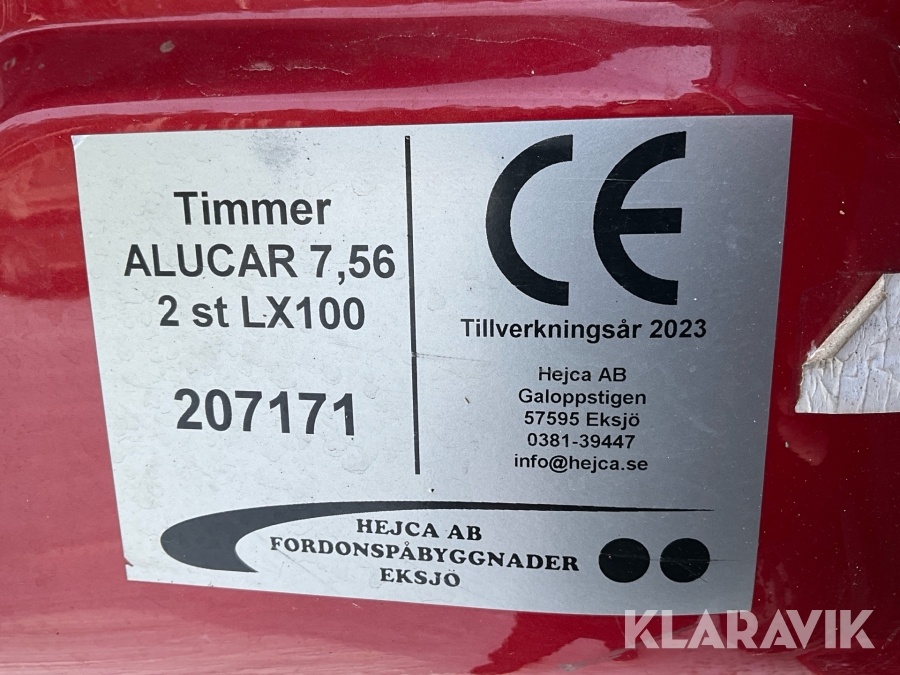 Timmer
ALUCAR 7,56
2 st LX100
207171
CE
Tillverkningsår 2023
Hejca AB
Galoppstigen
57595 Eksjö
0381-39447
info@hejca.se
HEJCA AB
FORDONSPÅBYGGNADER
EKSJÖ
KLARAVIK